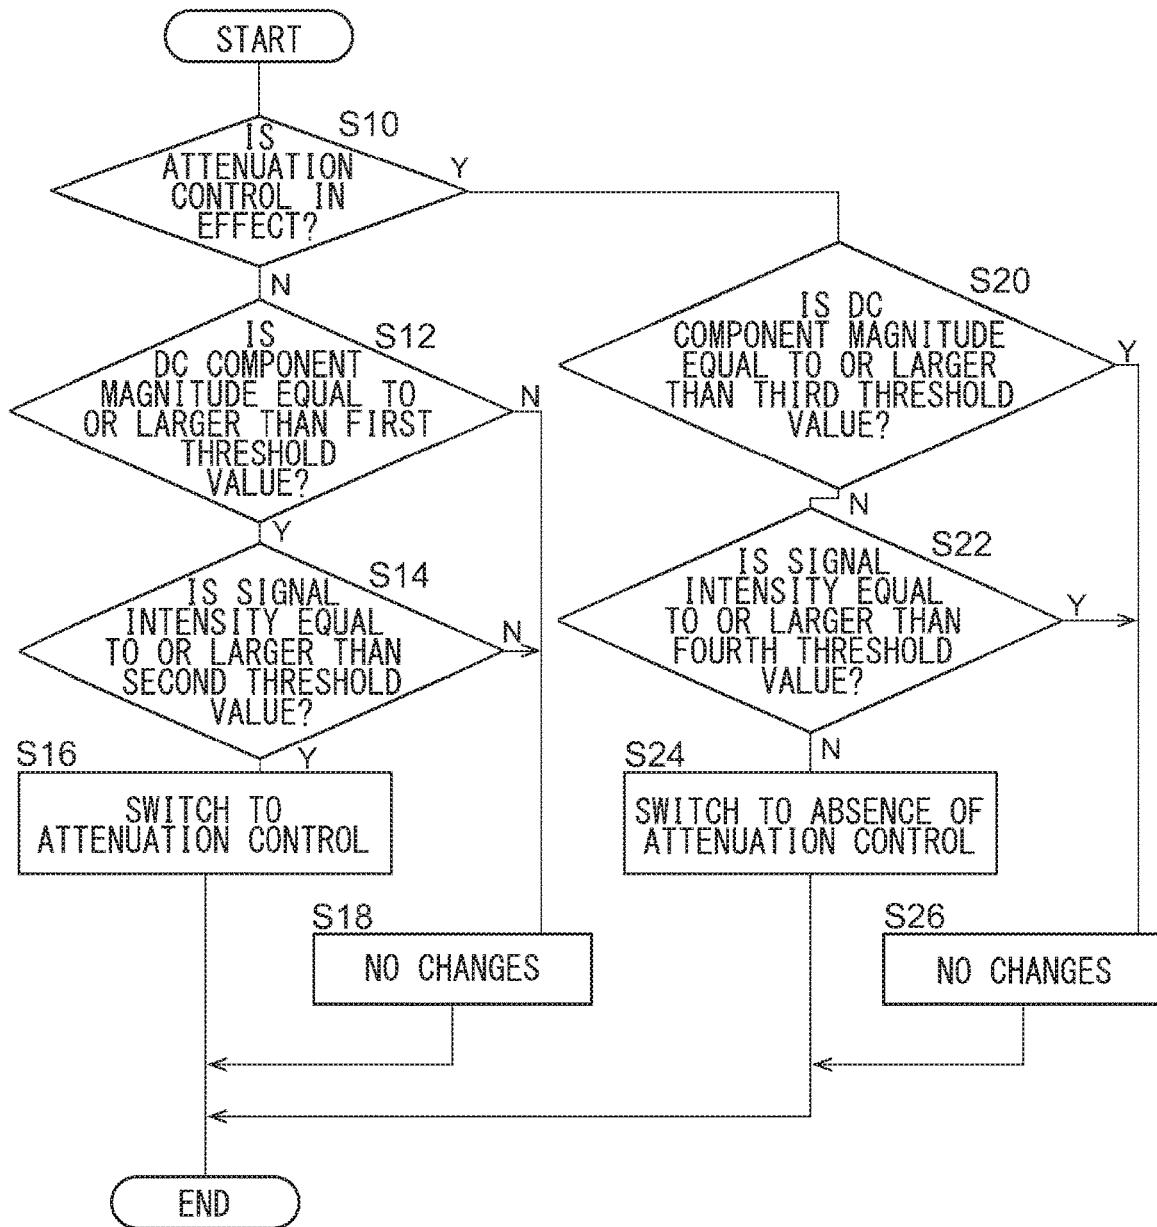 START
S10
IS
ATTENUATION
CONTROL IN
EFFECT?
Y
N
S12
IS
DC COMPONENT
MAGNITUDE EQUAL TO
OR LARGER THAN FIRST
THRESHOLD
VALUE?
N
Y
S14
IS SIGNAL
INTENSITY EQUAL
TO OR LARGER THAN
SECOND THRESHOLD
VALUE?
N
Y
S16
SWITCH TO
ATTENUATION CONTROL
S18
NO CHANGES
S20
IS DC
COMPONENT MAGNITUDE
EQUAL TO OR LARGER
THAN THIRD THRESHOLD
VALUE?
Y
N
S22
IS SIGNAL
INTENSITY EQUAL
TO OR LARGER THAN
FOURTH THRESHOLD
VALUE?
Y
N
S24
SWITCH TO ABSENCE OF
ATTENUATION CONTROL
S26
NO CHANGES
END